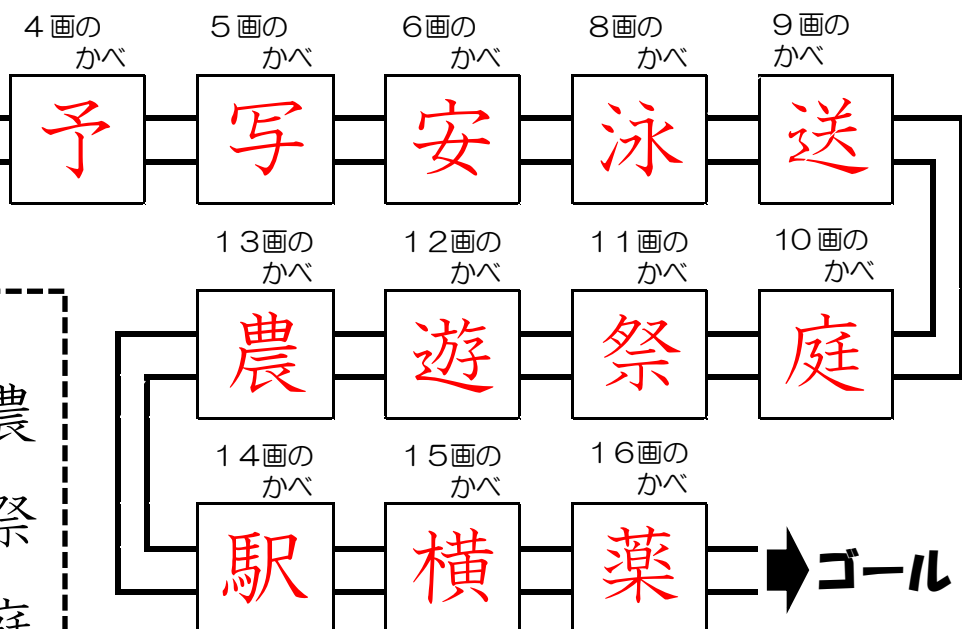 4画の かべ
5画の かべ
6画の かべ
8画の かべ
9画の かべ
予
写
安
泳
送
13画の かべ
12画の かべ
11画の かべ
10画の かべ
農
遊
祭
庭
14画の かべ
15画の かべ
16画の かべ
駅
横
薬
ゴール
農
祭
庭